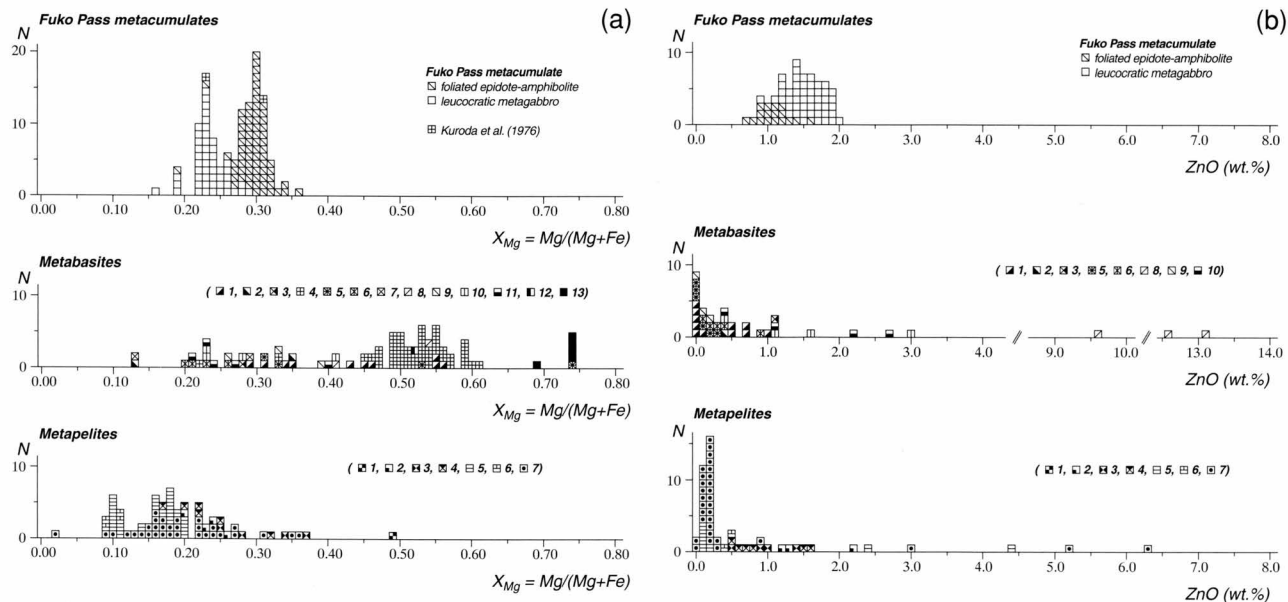 (a)
Fuko Pass metacumulates
N
20
10
0
Fuko Pass metacumulate
foliated epidote-amphibolite
leucocratic metagabbro
Kuroda et al. (1976)
0.00 0.10 0.20 0.30 0.40 0.50 0.60 0.70 0.80
XMg = Mg/(Mg+Fe)
Metabasites
N
( 1, 2, 3, 4, 5, 6, 7, 8, 9, 10, 11, 12, 13)
10
0
0.00 0.10 0.20 0.30 0.40 0.50 0.60 0.70 0.80
XMg = Mg/(Mg+Fe)
Metapelites
N
( 1, 2, 3, 4, 5, 6, 7)
10
0
0.00 0.10 0.20 0.30 0.40 0.50 0.60 0.70 0.80
XMg = Mg/(Mg+Fe)
(b)
Fuko Pass metacumulates
N
10
0
Fuko Pass metacumulate
foliated epidote-amphibolite
leucocratic metagabbro
0.0 1.0 2.0 3.0 4.0 5.0 6.0 7.0 8.0
ZnO (wt.%)
Metabasites
N
( 1, 2, 3, 5, 6, 8, 9, 10)
10
0
0.0 1.0 2.0 3.0 4.0 9.0 10.0 13.0 14.0
ZnO (wt.%)
Metapelites
N
( 1, 2, 3, 4, 5, 6, 7)
10
0
0.0 1.0 2.0 3.0 4.0 5.0 6.0 7.0 8.0
ZnO (wt.%)